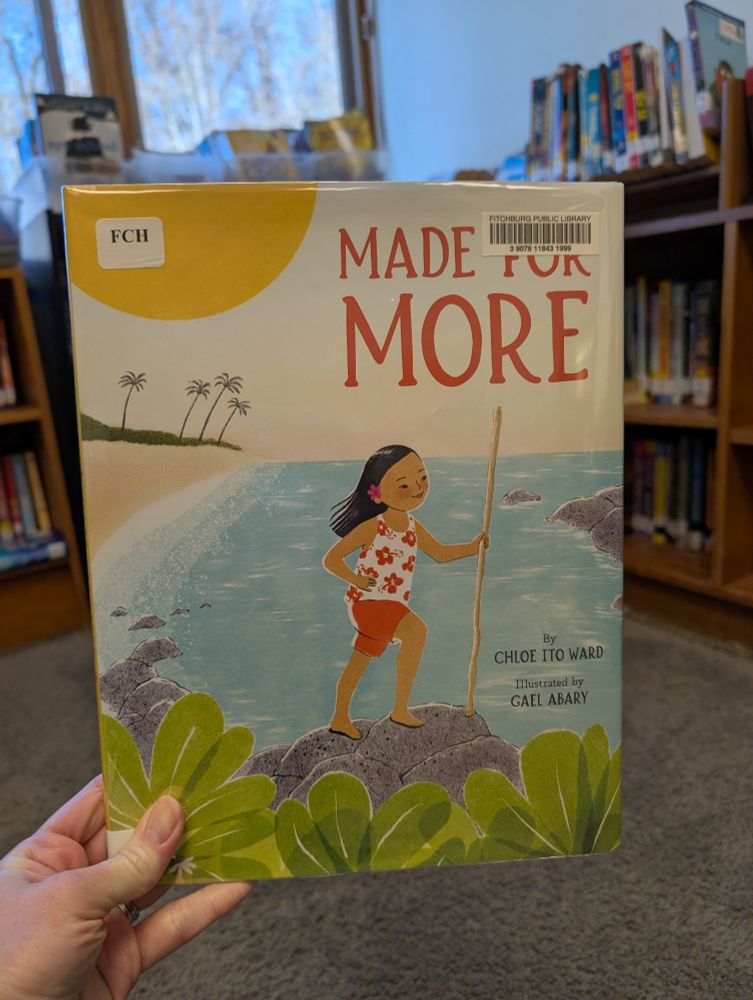 FCH
FITCHBURG PUBLIC LIBRARY
3 9078 11843 1999
MADE FOR
MORE
By
CHLOE ITO WARD
Illustrated by
GAEL ABARY